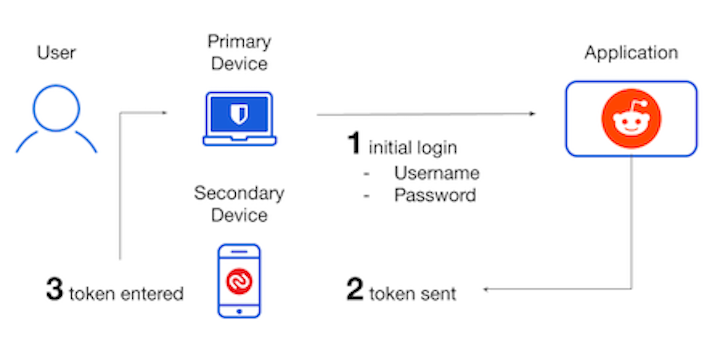 User
Primary
Device
Application
1 initial login
- Username
- Password
Secondary
Device
3 token entered
2 token sent